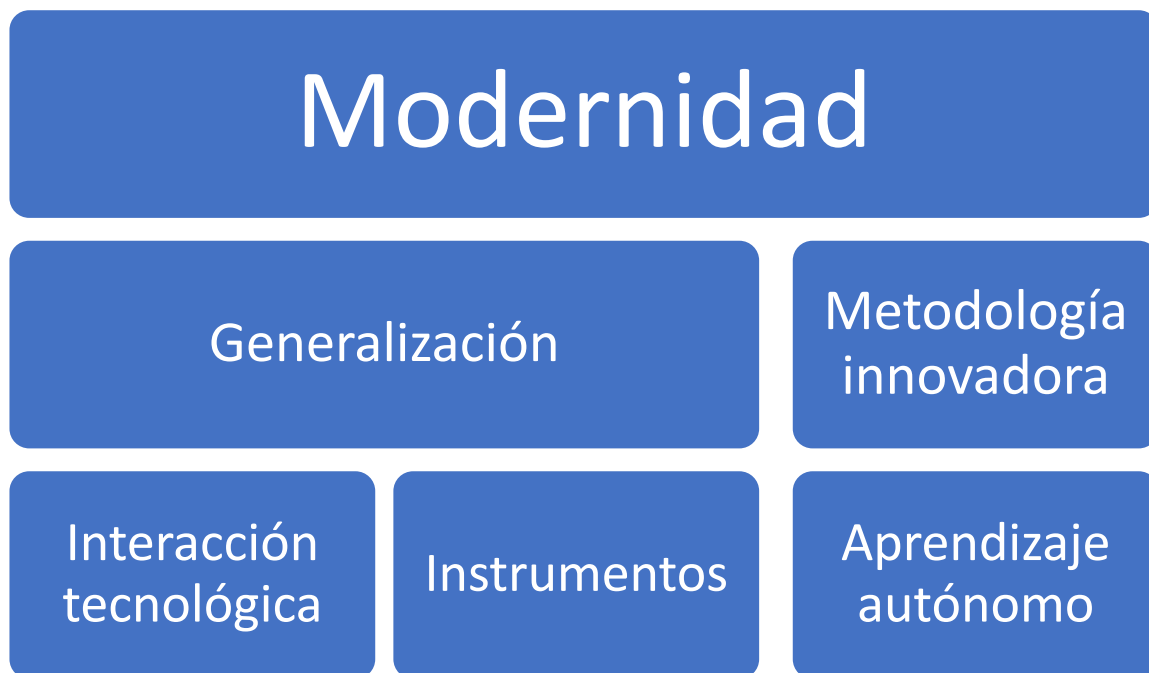 Modernidad
Generalización
Metodología
innovadora
Interacción
tecnológica
Instrumentos
Aprendizaje
autónomo